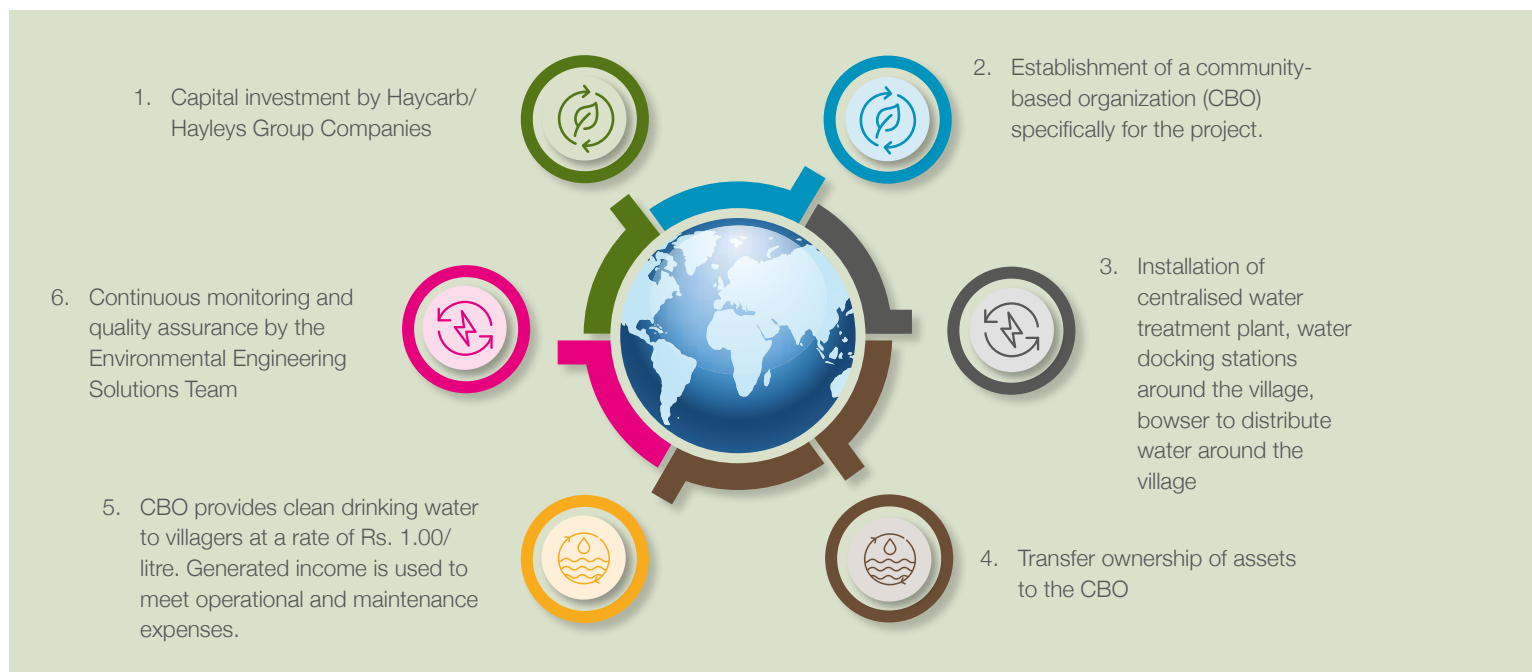 1. Capital investment by Haycarb/
Hayleys Group Companies
2. Establishment of a community-
based organization (CBO)
specifically for the project.
3. Installation of
centralised water
treatment plant, water
docking stations
around the village,
bowser to distribute
water around the
village
4. Transfer ownership of assets
to the CBO
5. CBO provides clean drinking water
to villagers at a rate of Rs. 1.00/
litre. Generated income is used to
meet operational and maintenance
expenses.
6. Continuous monitoring and
quality assurance by the
Environmental Engineering
Solutions Team